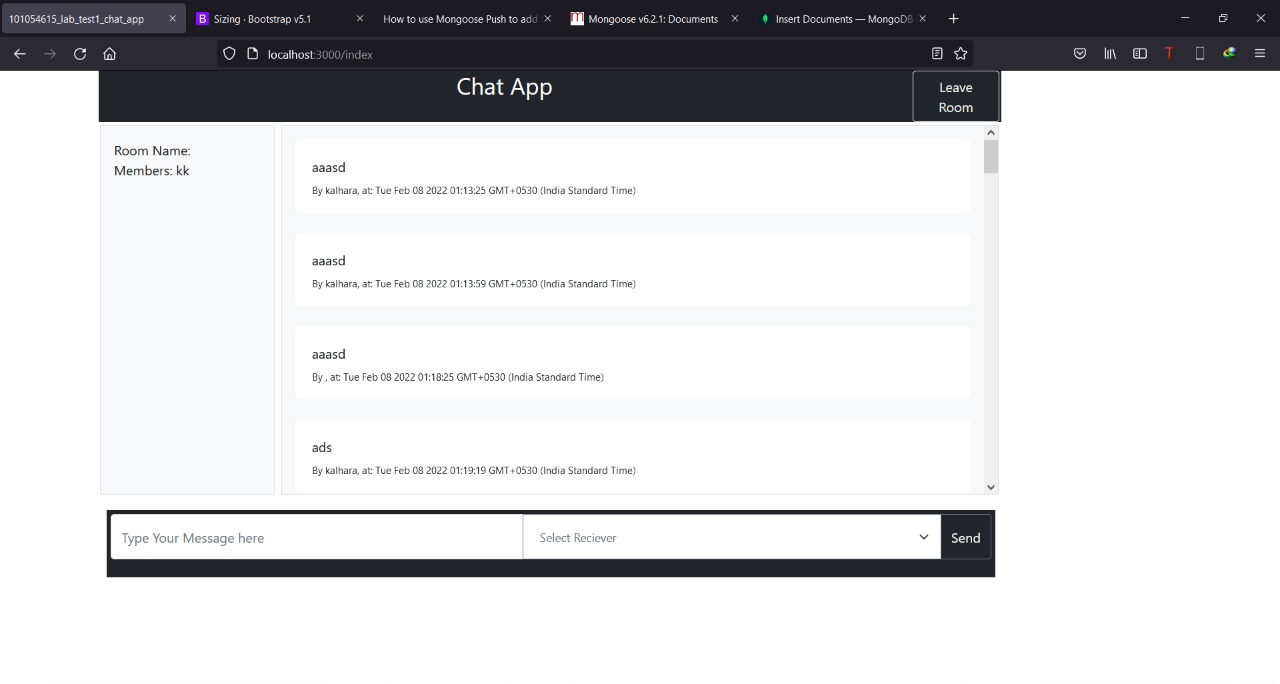 101054615_lab_test1_chat_app
Sizing · Bootstrap v5.1
How to use Mongoose Push to add
Mongoose v6.2.1: Documents
Insert Documents — MongoDB
localhost:3000/index
Chat App
Leave
Room
Room Name:
Members: kk
aaasd
By kalhara, at: Tue Feb 08 2022 01:13:25 GMT+0530 (India Standard Time)
aaasd
By kalhara, at: Tue Feb 08 2022 01:13:59 GMT+0530 (India Standard Time)
aaasd
By , at: Tue Feb 08 2022 01:18:25 GMT+0530 (India Standard Time)
ads
By kalhara, at: Tue Feb 08 2022 01:19:19 GMT+0530 (India Standard Time)
Type Your Message here
Select Reciever
Send